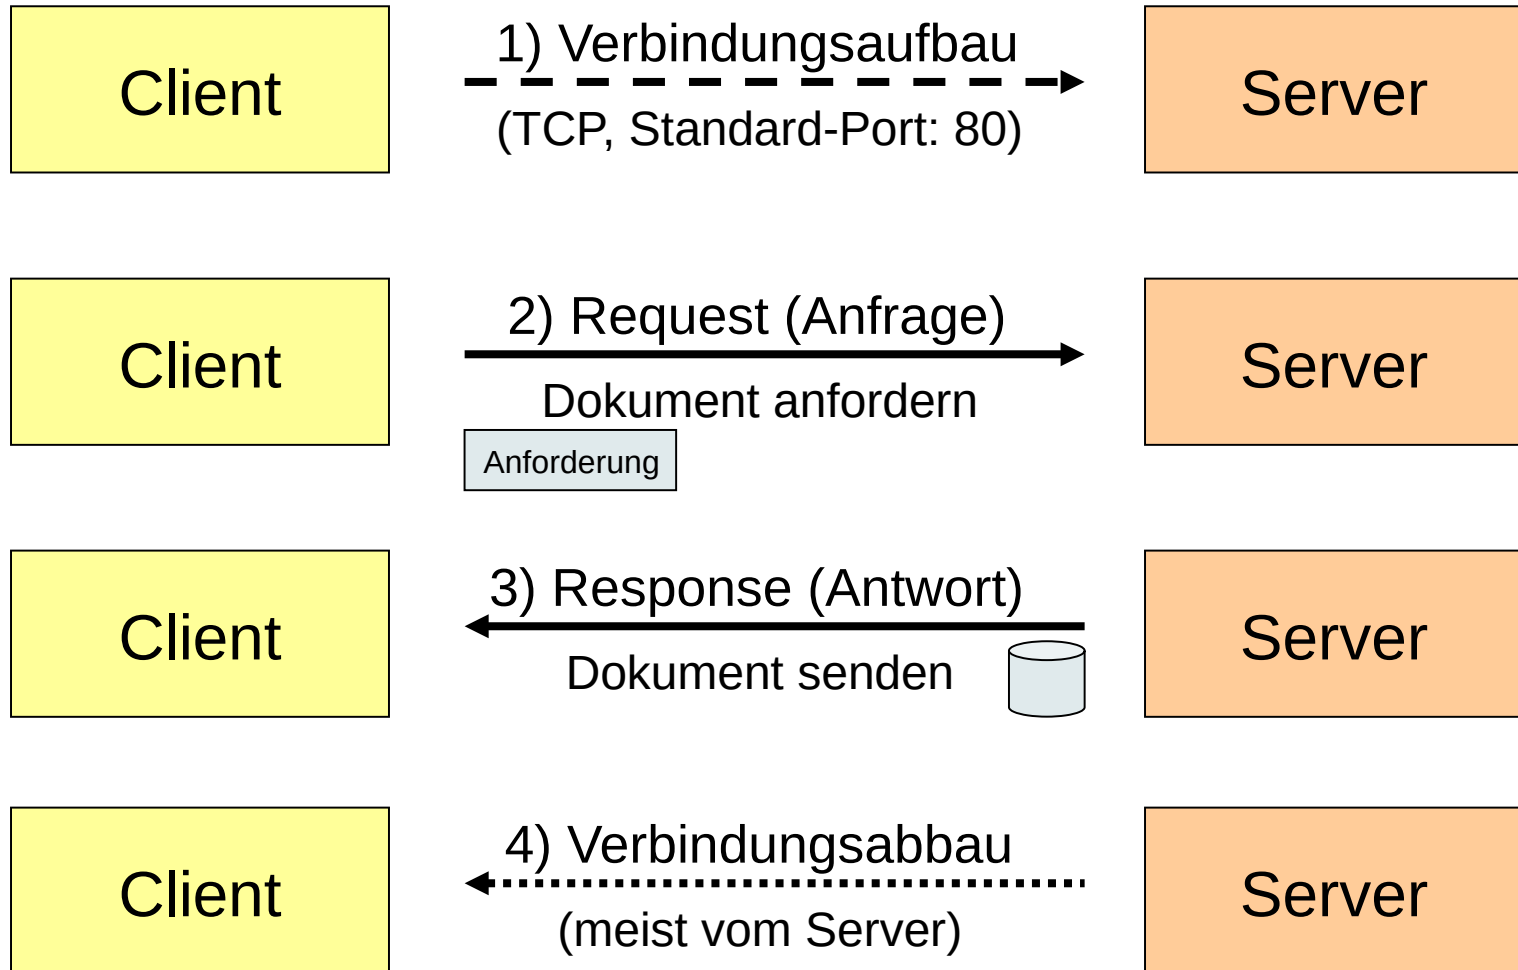 Client
1) Verbindungsaufbau
(TCP, Standard-Port: 80)
Server
Client
2) Request (Anfrage)
Dokument anfordern
Anforderung
Server
Client
3) Response (Antwort)
Dokument senden
Server
Client
4) Verbindungsabbau
(meist vom Server)
Server